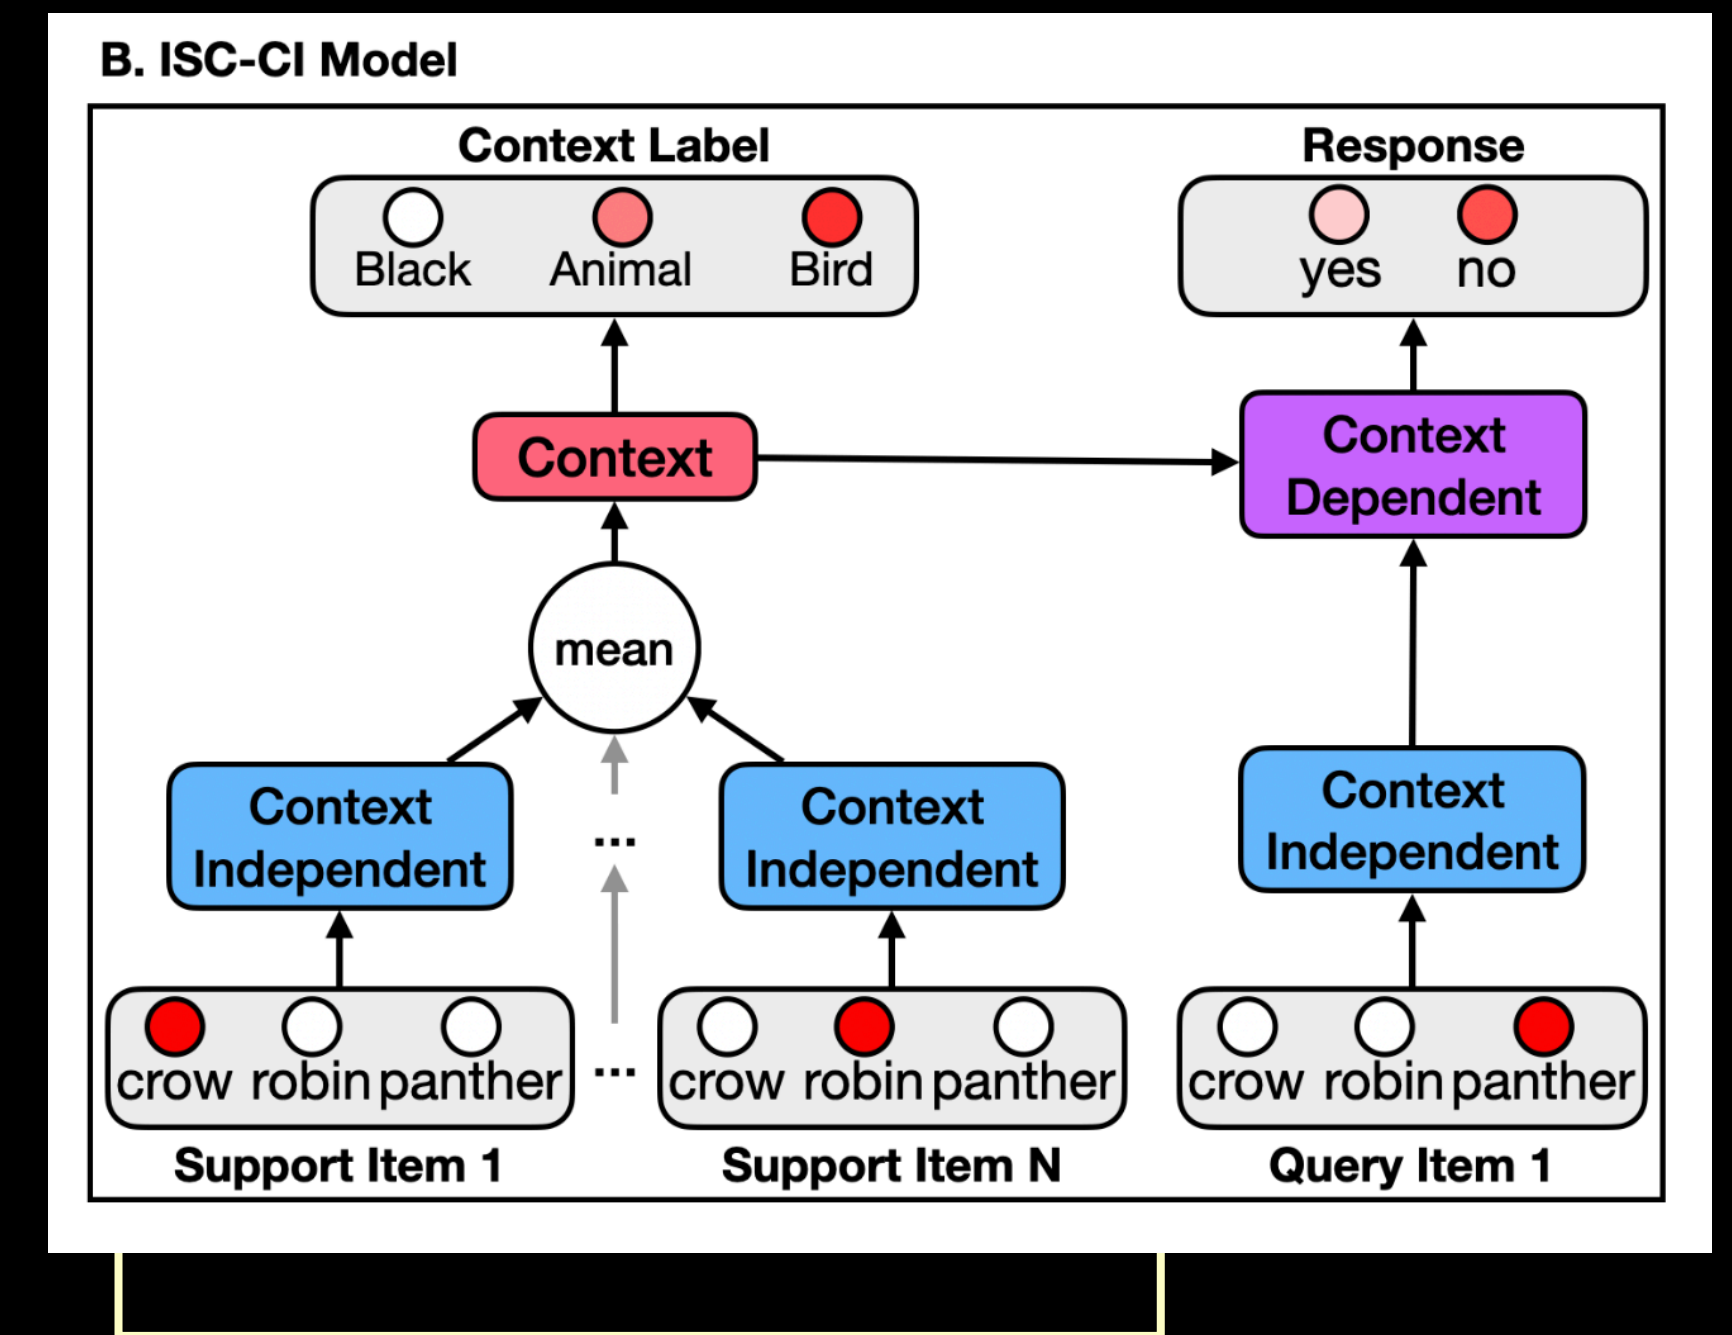 B. ISC-CI Model
Context Label
Response
Black Animal Bird
yes no
Context
Context
Dependent
mean
Context
Independent
...
Context
Independent
Context
Independent
crow robin panther
...
crow robin panther
crow robin panther
Support Item 1
Support Item N
Query Item 1